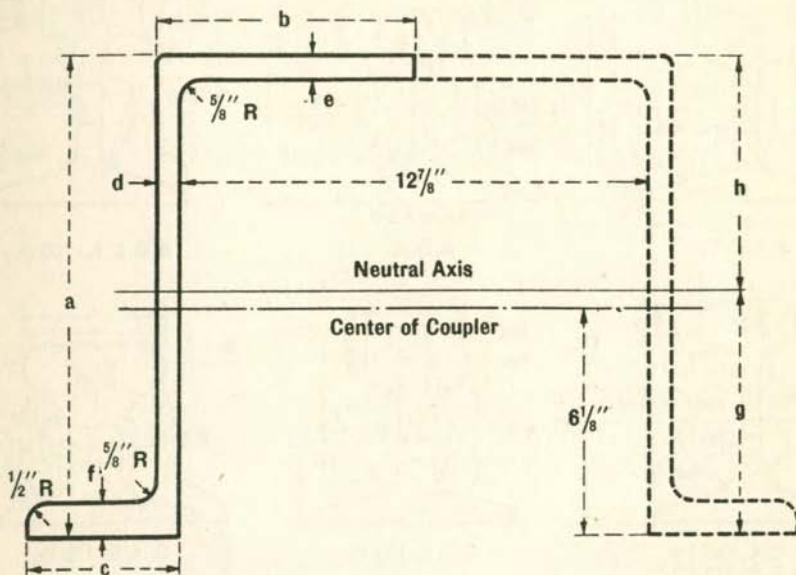 b
5/8" R
e
d
12 7/8"
h
Neutral Axis
a
Center of Coupler
6 1/8"
g
1/2" R
f
5/8" R
c